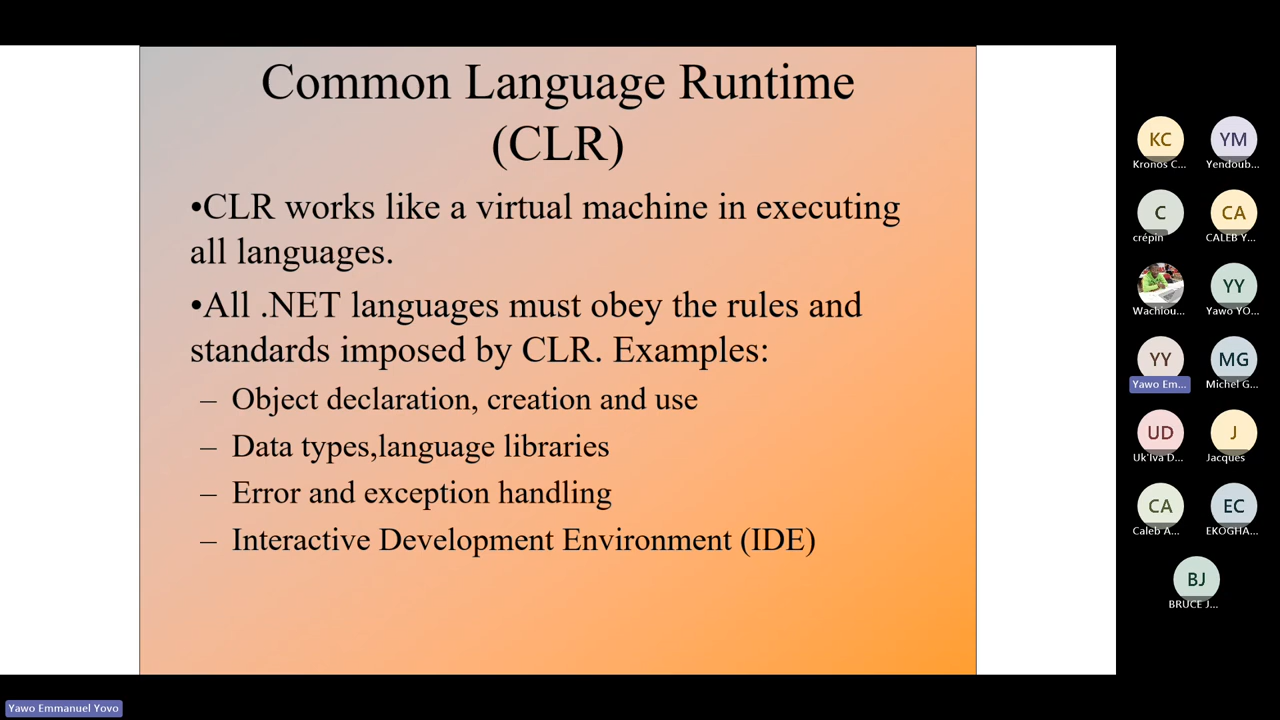 Common Language Runtime
(CLR)
•CLR works like a virtual machine in executing
all languages.
•All .NET languages must obey the rules and
standards imposed by CLR. Examples:
– Object declaration, creation and use
– Data types,language libraries
– Error and exception handling
– Interactive Development Environment (IDE)
KC YM
Kronos C... Yendoub...
C CA
crépin CALEB Y...
YY
Wachlou... Yawo YO...
YY MG
Yawo Em... Michel G...
UD J
Uk'Iva D... Jacques
CA EC
Caleb A... EKOGHA...
BJ
BRUCE J...
Yawo Emmanuel Yovo